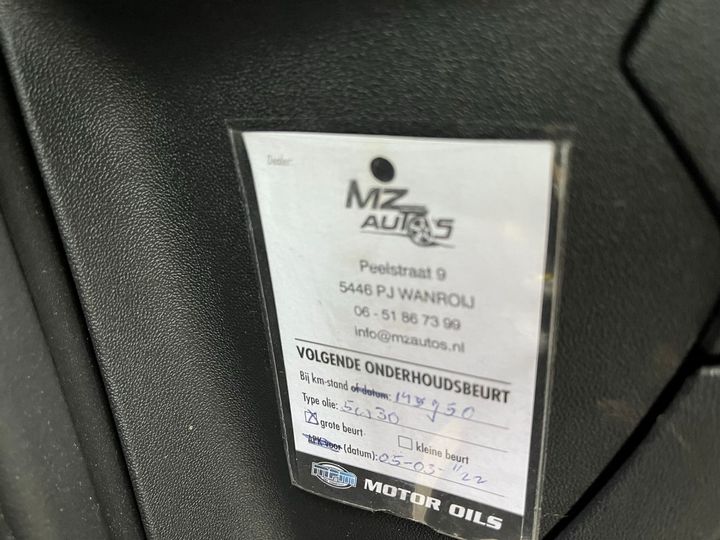 Dealer:
MZ
AUTOS
Peelstraat 9
5446 PJ WANROIJ
06 - 51 86 73 99
info@mzautos.nl
VOLGENDE ONDERHOUDSBEURT
Bij km-stand of datum:
Type olie: 5w30
grote beurt
kleine beurt
APK voor (datum): 05-03-"22
MOTOR OILS